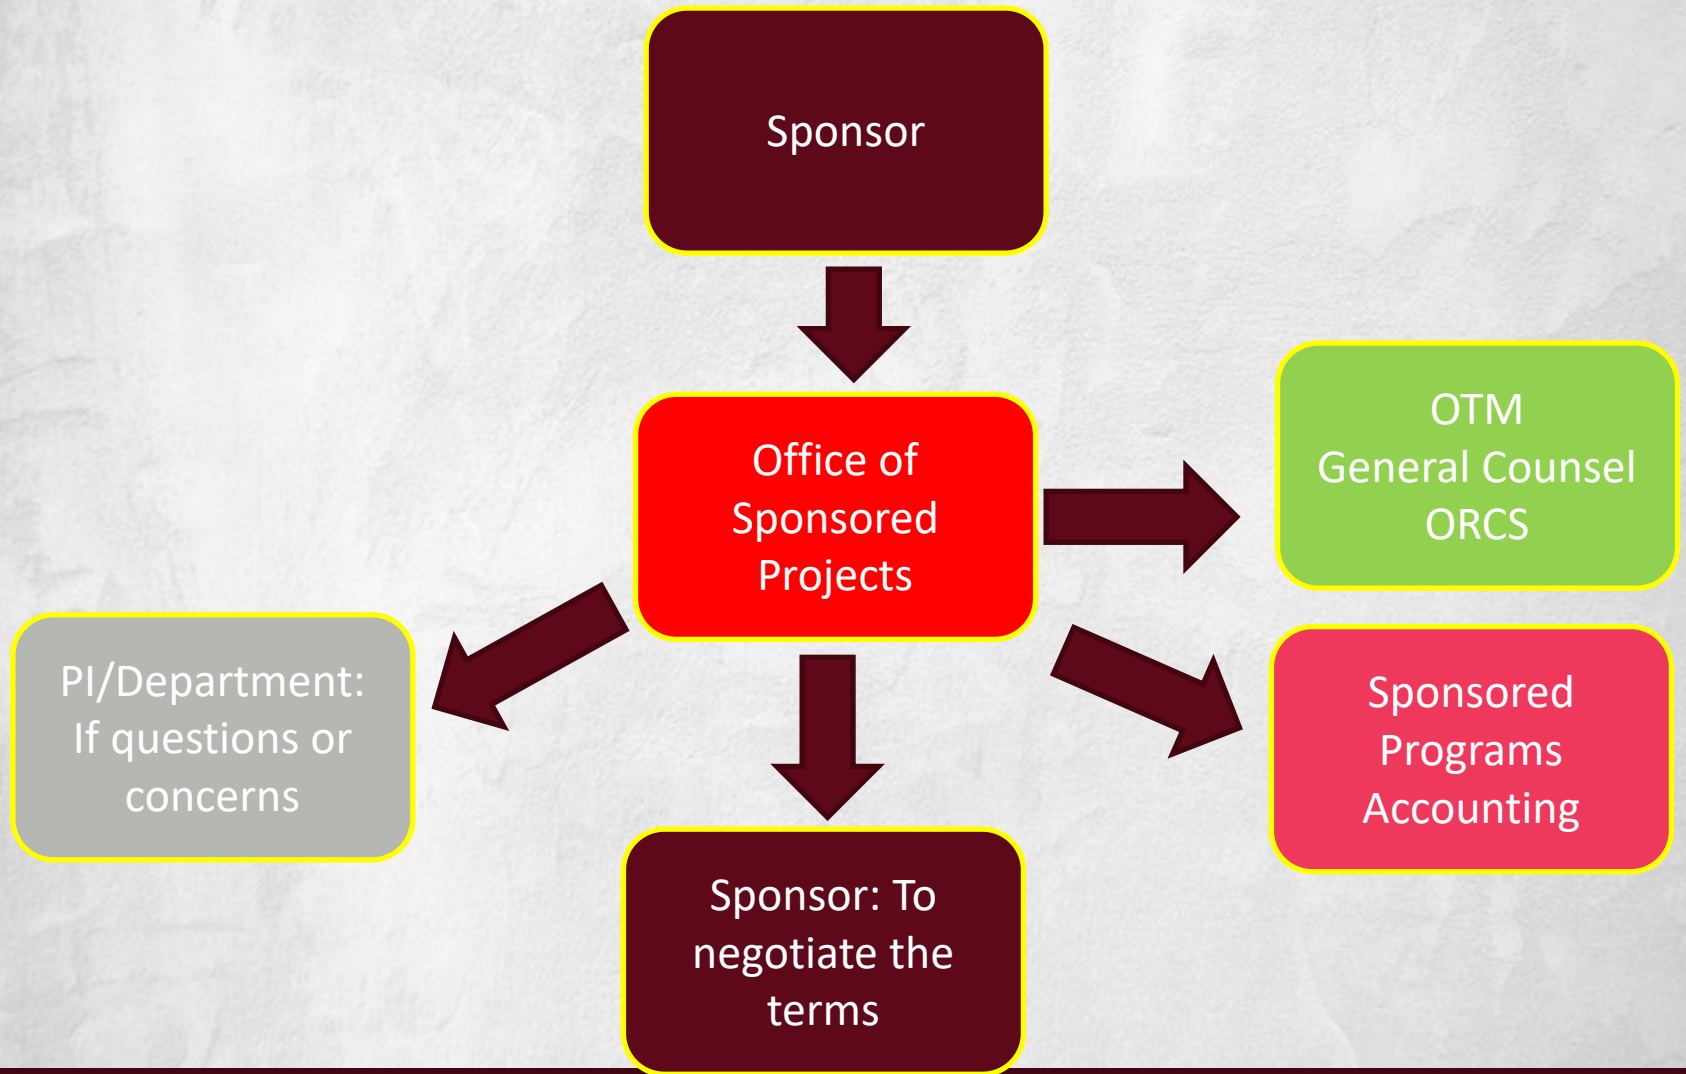 Sponsor
Office of
Sponsored
Projects
OTM
General Counsel
ORCS
PI/Department:
If questions or
concerns
Sponsored
Programs
Accounting
Sponsor: To
negotiate the
terms